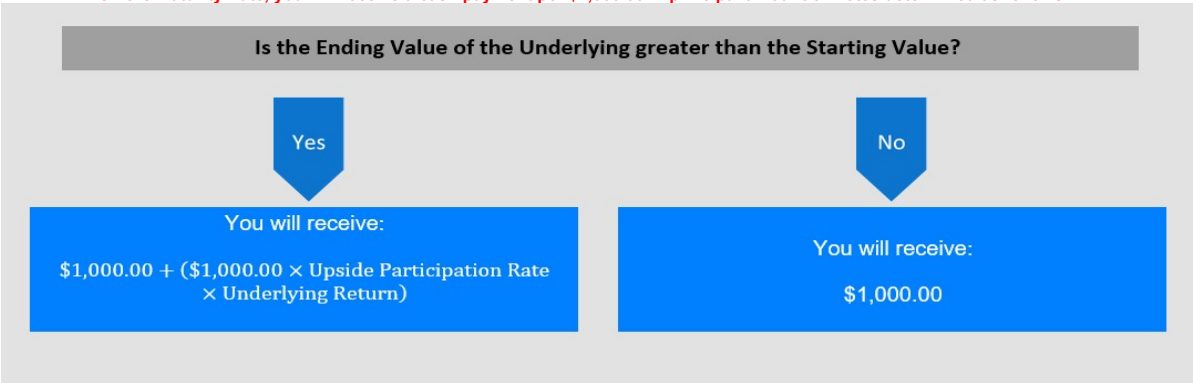 Is the Ending Value of the Underlying greater than the Starting Value?
Yes
No
You will receive:
$1,000.00 + ($1,000.00 × Upside Participation Rate
× Underlying Return)
You will receive:
$1,000.00